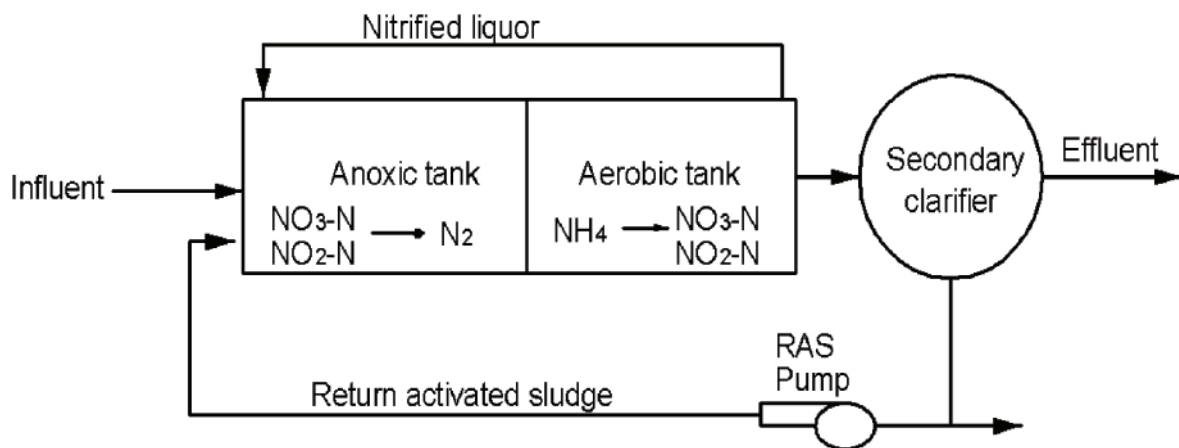 Nitrified liquor
Influent
Anoxic tank
NO3-N
NO2-N
N2
Aerobic tank
NH4
NO3-N
NO2-N
Secondary
clarifier
Effluent
RAS
Pump
Return activated sludge